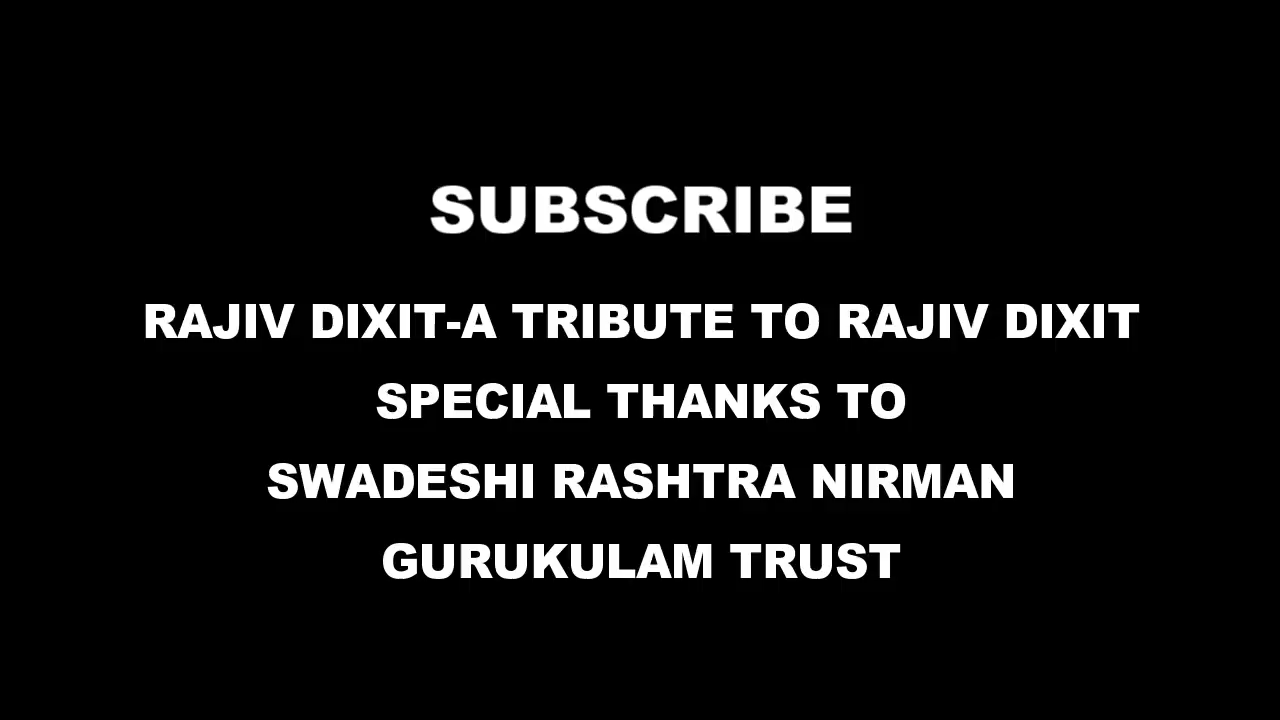 SUBSCRIBE
RAJIV DIXIT-A TRIBUTE TO RAJIV DIXIT
SPECIAL THANKS TO
SWADESHI RASHTRA NIRMAN
GURUKULAM TRUST